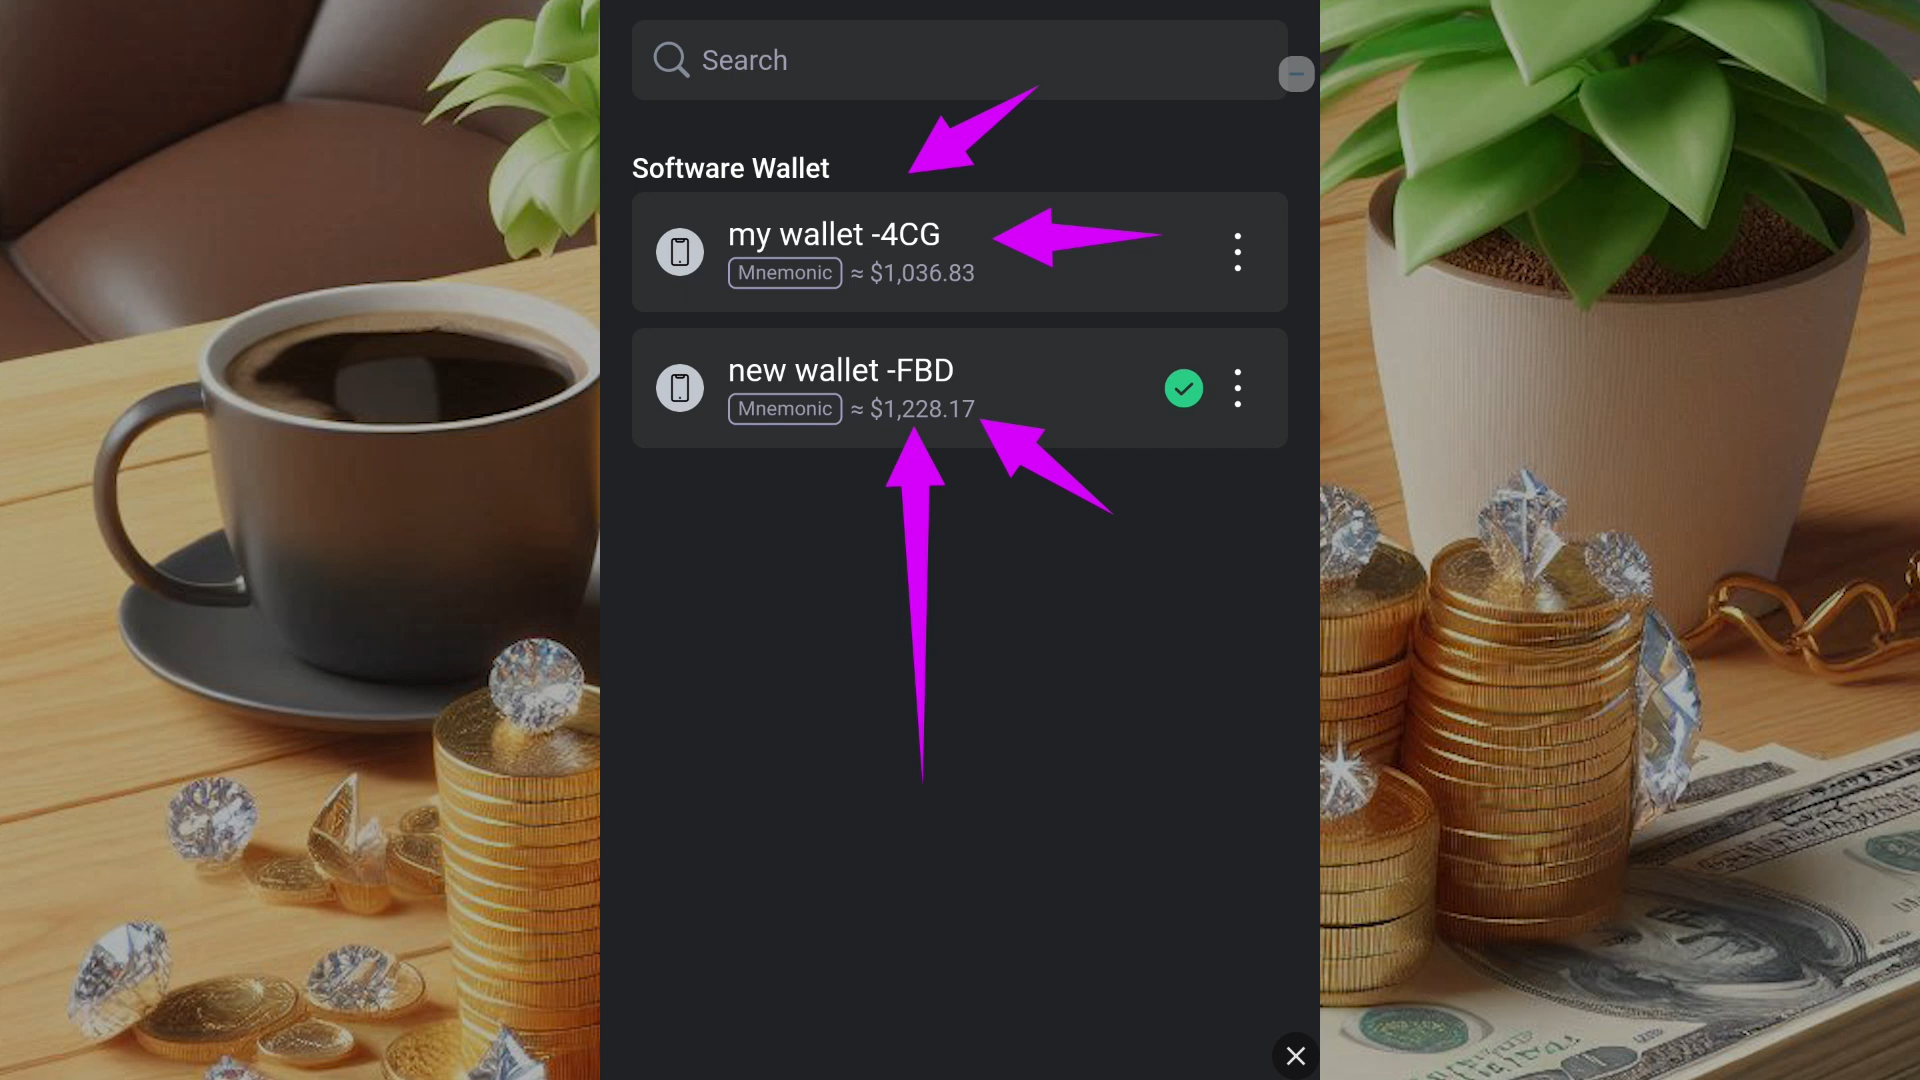 Search
Software Wallet
my wallet -4CG
Mnemonic ≈ $1,036.83
new wallet -FBD
Mnemonic ≈ $1,228.17